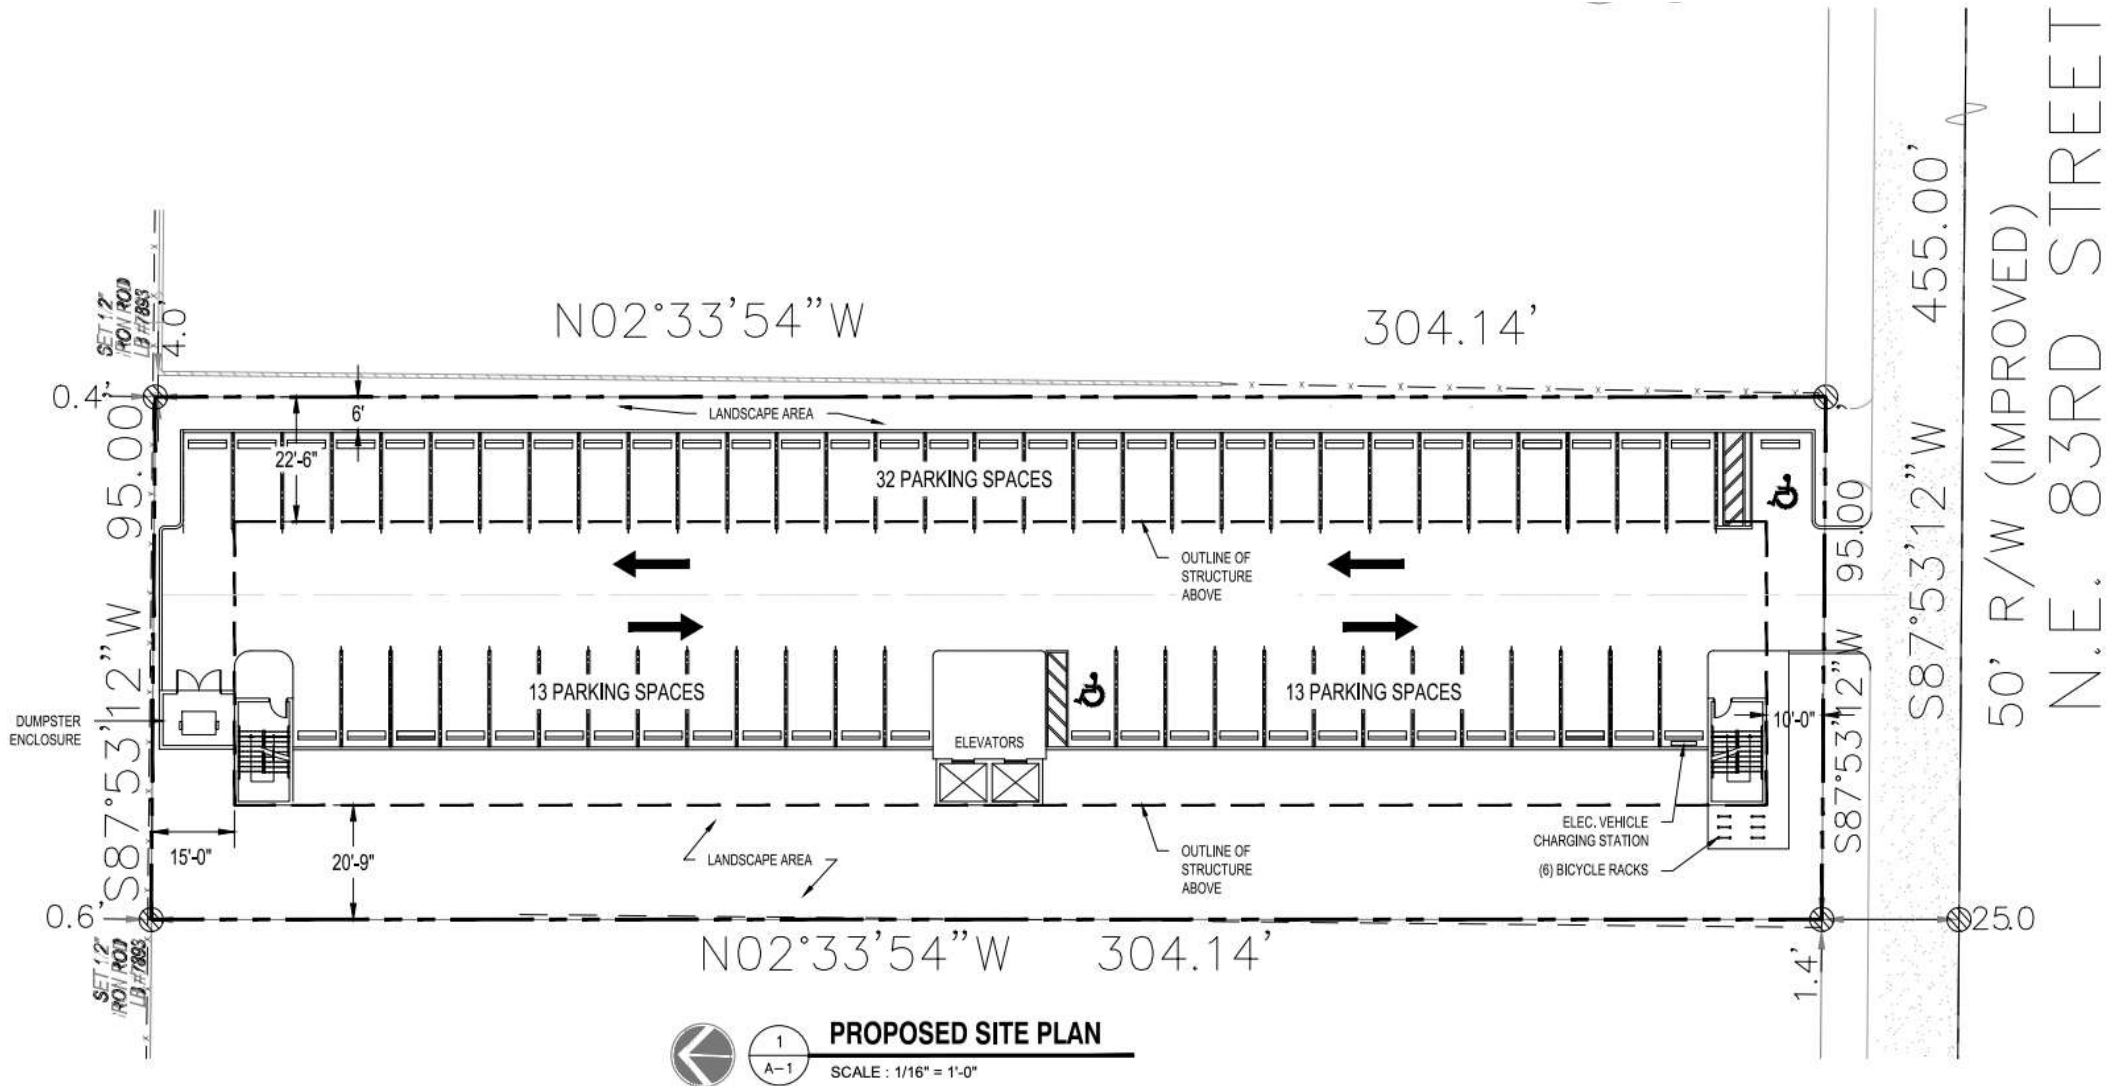 N.E. 83RD STREET
50' R/W (IMPROVED)
S87°53'12"W 455.00'
N02°33'54"W 304.14'
SET 1/2"
IRON ROD
LB#7893
4.0'
0.4'
95.00'
S87°53'12"W
6'
LANDSCAPE AREA
22'-6"
32 PARKING SPACES
OUTLINE OF
STRUCTURE
ABOVE
95.00'
S87°53'12"W
13 PARKING SPACES
13 PARKING SPACES
10'-0"
DUMPSTER
ENCLOSURE
ELEVATORS
ELEC. VEHICLE
CHARGING STATION
(6) BICYCLE RACKS
15'-0"
20'-9"
LANDSCAPE AREA
OUTLINE OF
STRUCTURE
ABOVE
0.6'
SET 1/2"
IRON ROD
LB#7893
25.0
1.4'
N02°33'54"W 304.14'
1
A-1
PROPOSED SITE PLAN
SCALE : 1/16" = 1'-0"